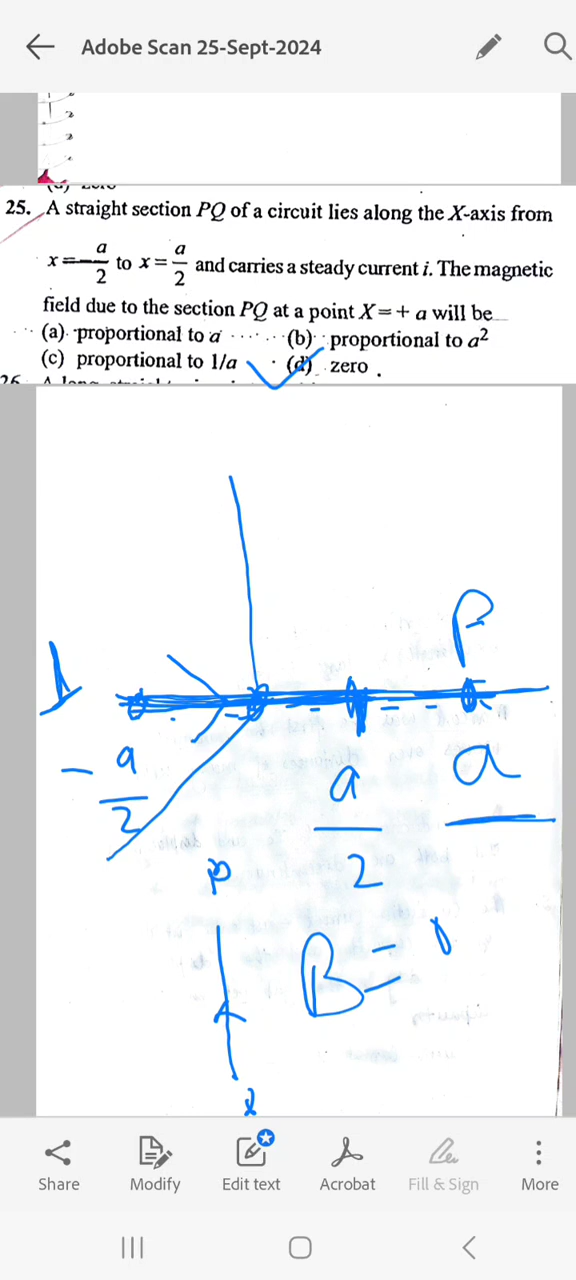 Adobe Scan 25-Sept-2024
25. A straight section PQ of a circuit lies along the X-axis from
x=-a/2 to x=a/2 and carries a steady current i. The magnetic
field due to the section PQ at a point X=+ a will be
(a) proportional to a (b) proportional to a²
(c) proportional to 1/a (d) zero .
P
-a/2 a/2 a
B=0
Share Modify Edit text Acrobat Fill & Sign More